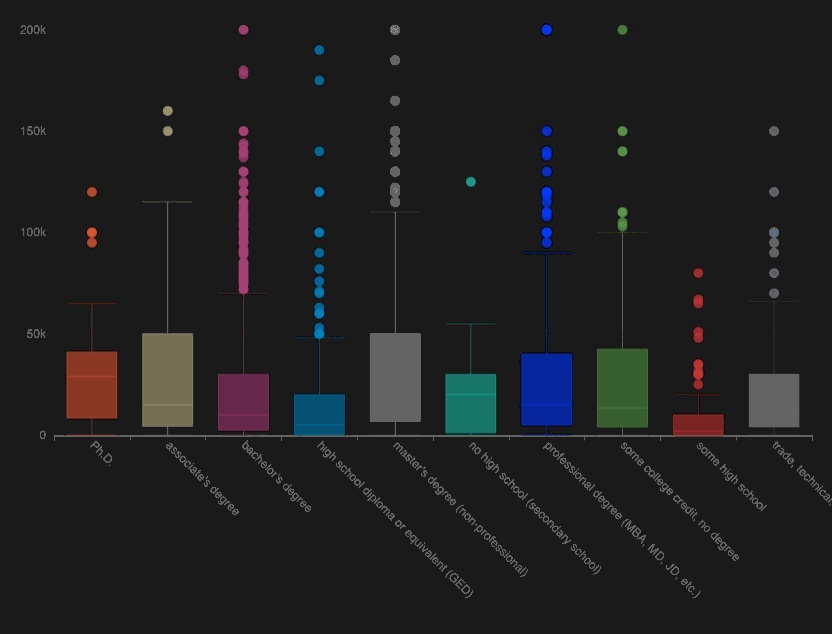 200k
150k
100k
50k
0
Ph.D.
associate's degree
bachelor's degree
high school diploma or equivalent (GED)
master's degree (non-professional)
no high school (secondary school)
professional degree (MBA, MD, JD, etc.)
some college credit, no degree
some high school
trade, technical,